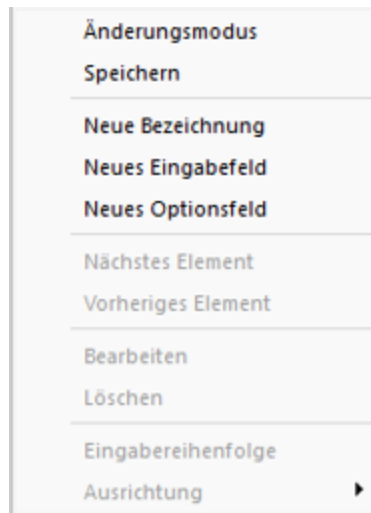 Änderungsmodus
Speichern
Neue Bezeichnung
Neues Eingabefeld
Neues Optionsfeld
Nächstes Element
Vorheriges Element
Bearbeiten
Löschen
Eingabereihenfolge
Ausrichtung